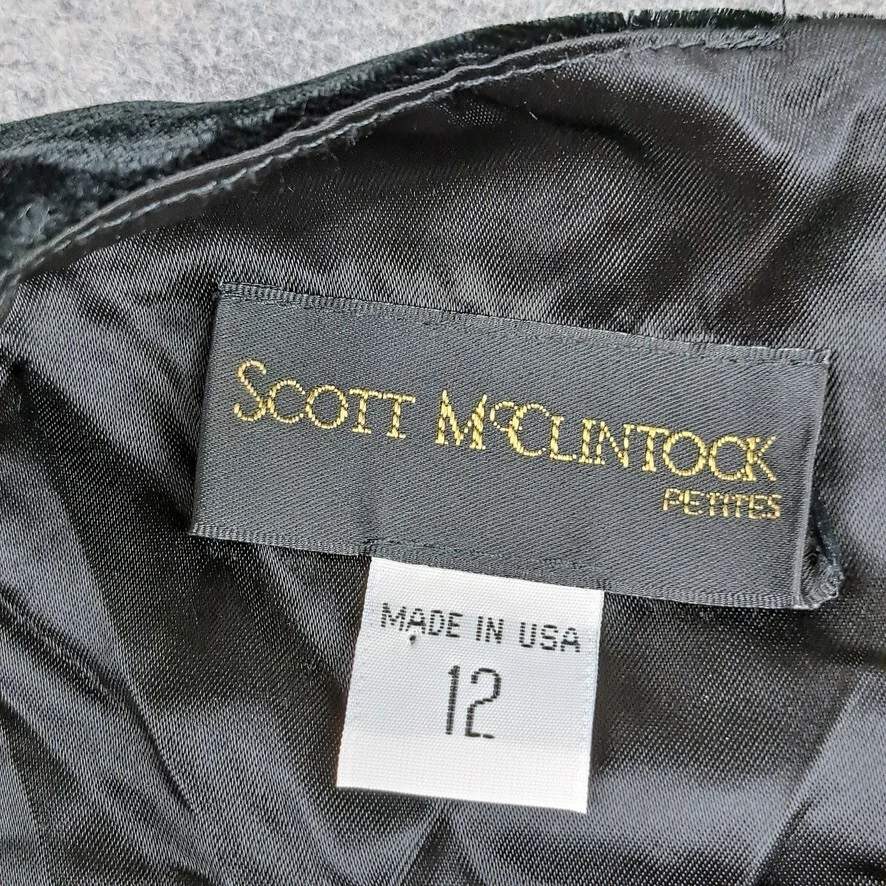 SCOTT McCLINTOCK
PETITES
MADE IN USA
12